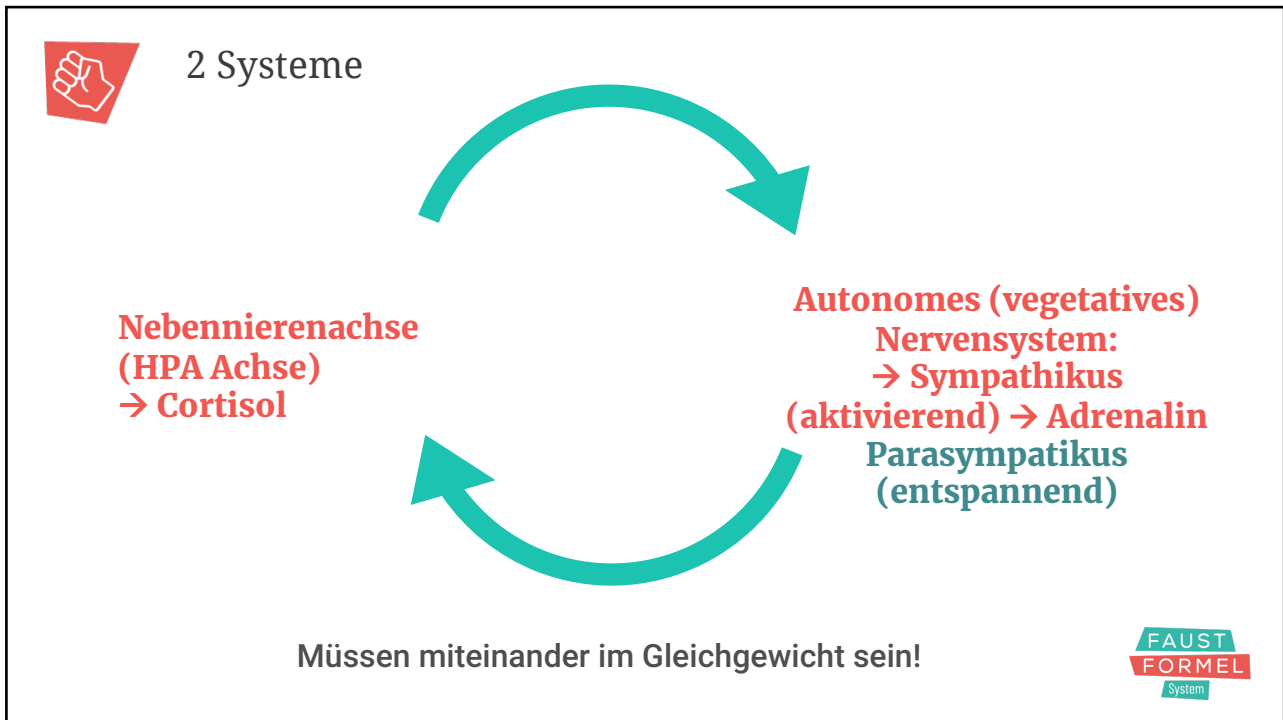 2 Systeme
Nebennierenachse
(HPA Achse)
→ Cortisol
Autonomes (vegetatives)
Nervensystem:
→ Sympathikus
(aktivierend) → Adrenalin
Parasympatikus
(entspannend)
Müssen miteinander im Gleichgewicht sein!
FAUST
FORMEL
System